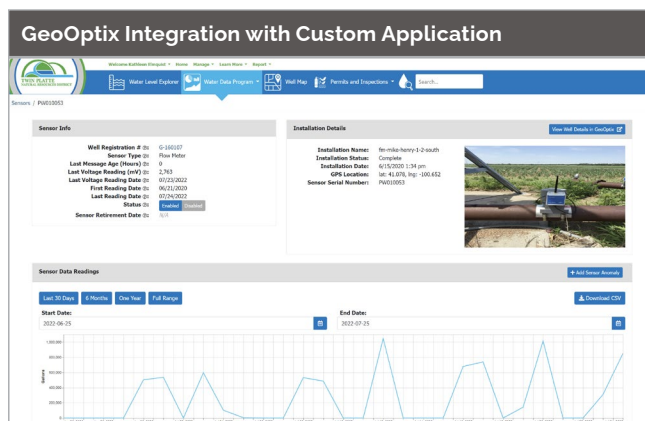 GeoOptix Integration with Custom Application
Welcome Kathleen Elmquist Home Manage Learn More Report
TWIN PLATTE
NATURAL RESOURCES DISTRICT
Water Level Explorer Water Data Program Well Map Permits and Inspections Search...
Sensors / PW010053
Sensor Info
Well Registration # : G-160107
Sensor Type : Flow Meter
Last Message Age (Hours) : 0
Last Voltage Reading (mV) : 2,763
Last Voltage Reading Date : 07/23/2022
First Reading Date : 06/21/2020
Last Reading Date : 07/24/2022
Status : Enabled Disabled
Sensor Retirement Date : N/A
Installation Details
View Well Details in GeoOptix
Installation Name: fm-mike-henry-1-2-south
Installation Status: Complete
Installation Date: 6/15/2020 1:34 pm
GPS Location: lat: 41.078, lng: -100.652
Sensor Serial Number: PW010053
Sensor Data Readings
+ Add Sensor Anomaly
Last 30 Days 6 Months One Year Full Range
Download CSV
Start Date:
2022-06-25
End Date:
2022-07-25
Gallons
1,000,000
800,000
600,000
400,000
200,000
0